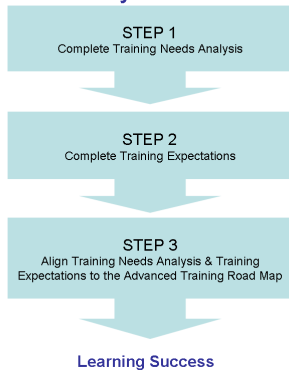 STEP 1
Complete Training Needs Analysis
STEP 2
Complete Training Expectations
STEP 3
Align Training Needs Analysis & Training
Expectations to the Advanced Training Road Map
Learning Success